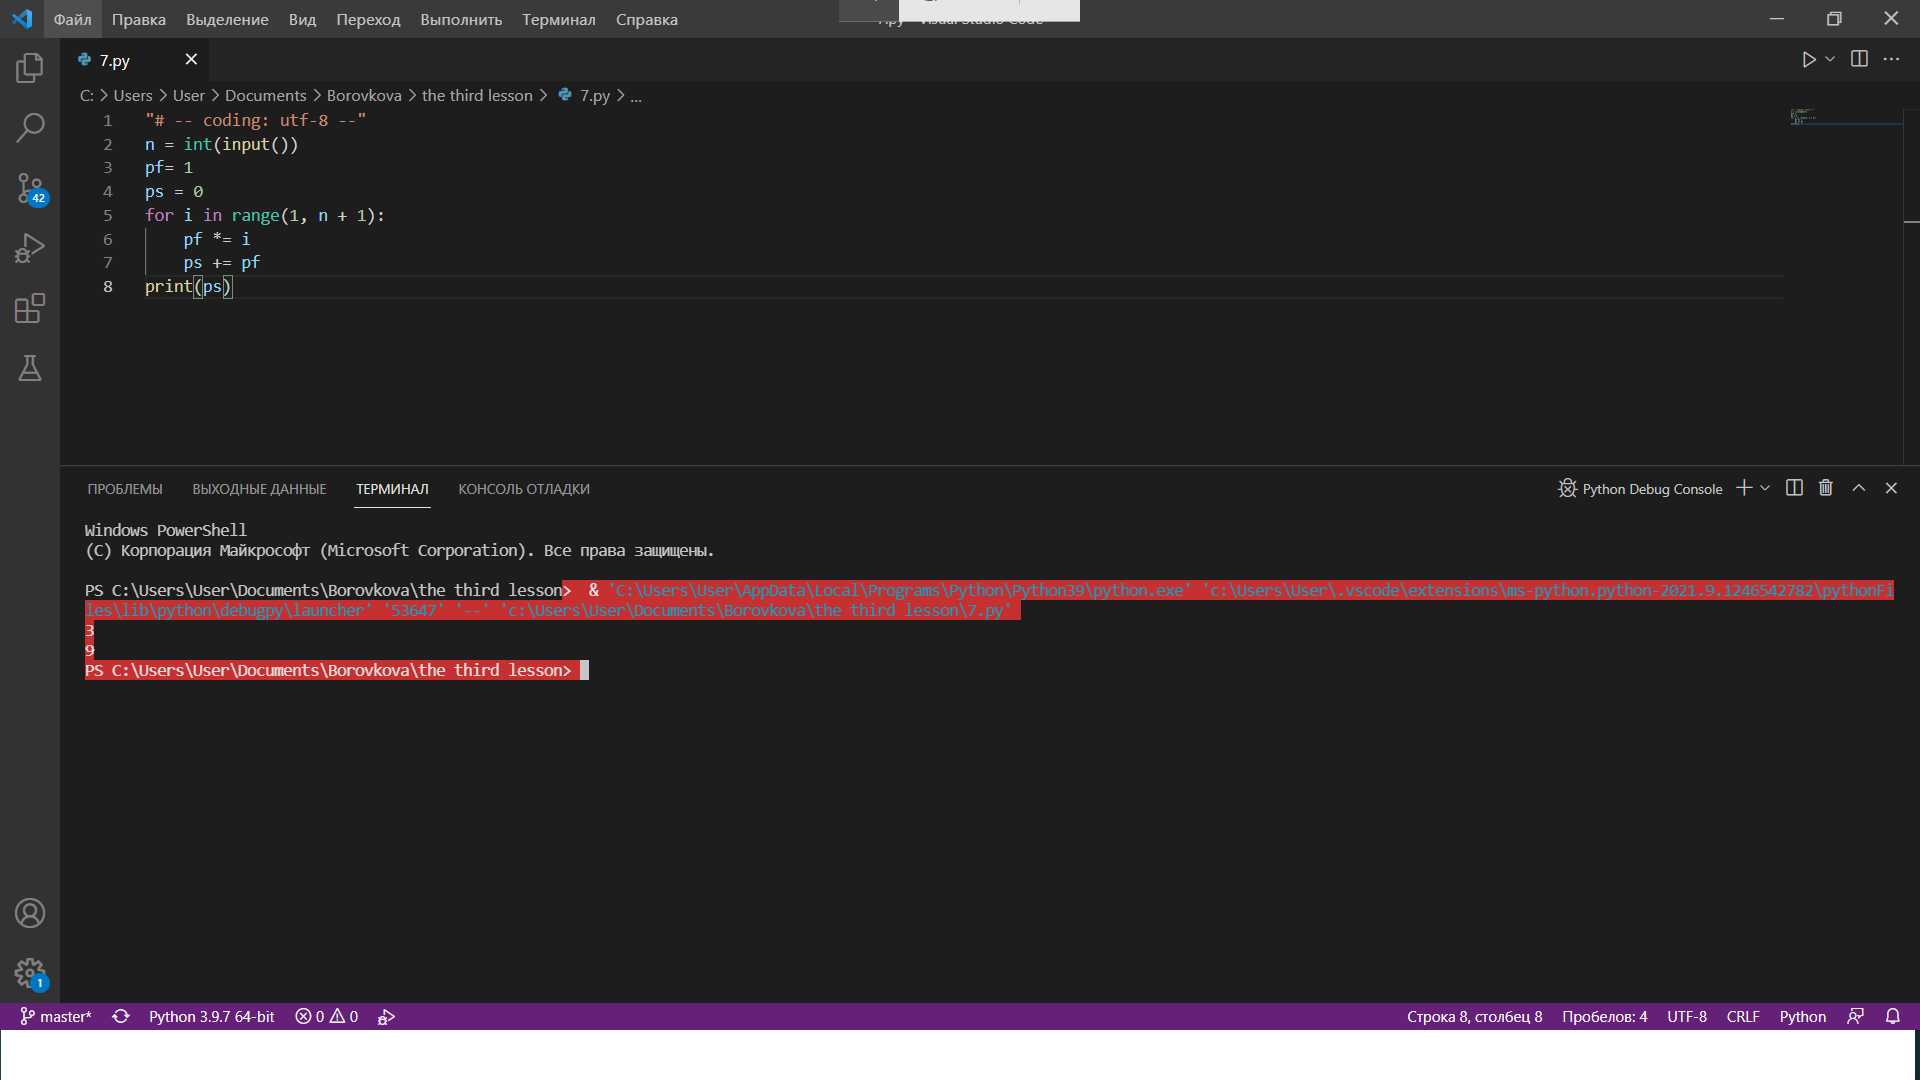 Файл Правка Выделение Вид Переход Выполнить Терминал Справка
7.py
C: > Users > User > Documents > Borovkova > the third lesson > 7.py > ...
1 "# -- coding: utf-8 --"
2 n = int(input())
3 pf= 1
4 ps = 0
5 for i in range(1, n + 1):
6 pf *= i
7 ps += pf
8 print(ps)
ПРОБЛЕМЫ ВЫХОДНЫЕ ДАННЫЕ ТЕРМИНАЛ КОНСОЛЬ ОТЛАДКИ Python Debug Console
Windows PowerShell
(C) Корпорация Майкрософт (Microsoft Corporation). Все права защищены.
PS C:\Users\User\Documents\Borovkova\the third lesson> & 'C:\Users\User\AppData\Local\Programs\Python\Python39\python.exe' 'c:\Users\User\.vscode\extensions\ms-python.python-2021.9.1246542782\pythonFi
les\lib\python\debugpy\launcher' '53647' '--' 'c:\Users\User\Documents\Borovkova\the third lesson\7.py'
3
9
PS C:\Users\User\Documents\Borovkova\the third lesson>
42
1
master* Python 3.9.7 64-bit 0 0 Строка 8, столбец 8 Пробелов: 4 UTF-8 CRLF Python